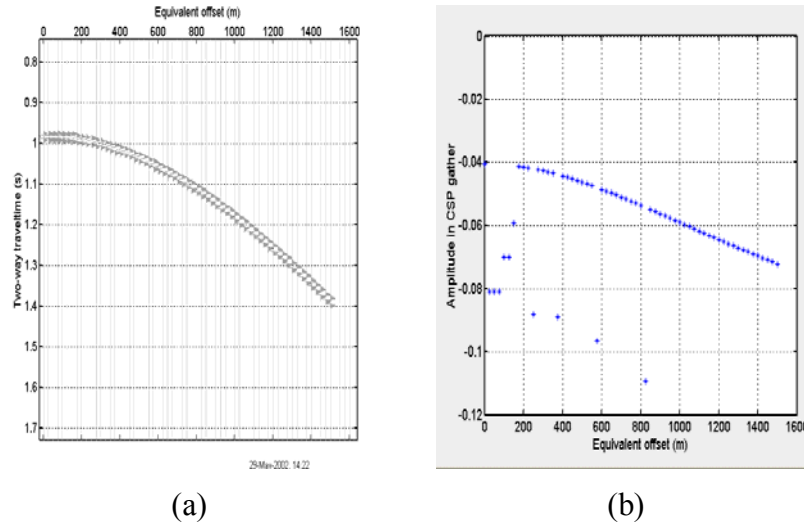 Equivalent offset (m)
0 200 400 600 800 1000 1200 1400 1600
0.8
0.9
1
1.1
1.2
1.3
1.4
1.5
1.6
1.7
Two-way traveltime (s)
29-May-2002 14:22
(a)
0
-0.02
-0.04
-0.06
-0.08
-0.1
-0.12
Amplitude in CSP gather
0 200 400 600 800 1000 1200 1400 1600
Equivalent offset (m)
(b)